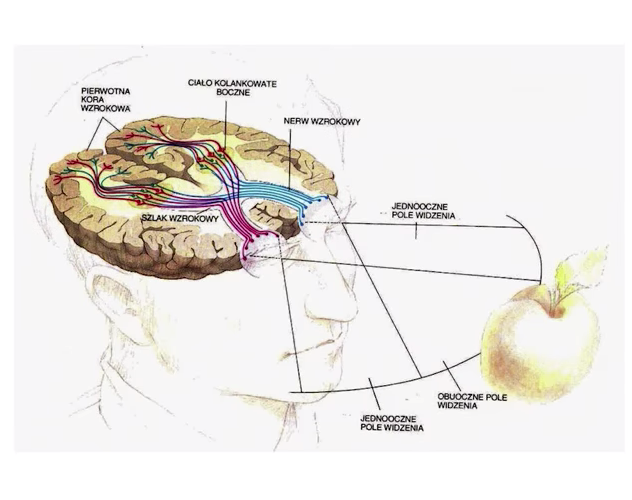 CIAŁO KOLANKOWATE
BOCZNE
PIERWOTNA
KORA
WZROKOWA
NERW WZROKOWY
SZLAK WZROKOWY
JEDNOOCZNE
POLE WIDZENIA
OBUOCZNE POLE
WIDZENIA
JEDNOOCZNE
POLE WIDZENIA